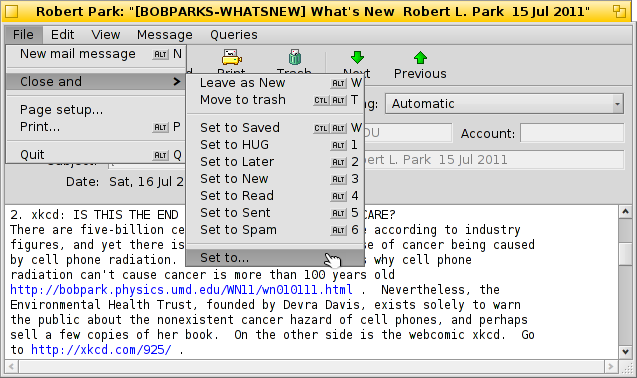 Robert Park: "[BOBPARKS-WHATSNEW] What's New Robert L. Park 15 Jul 2011"
File Edit View Message Queries
New mail message ALT N
Close and
Page setup...
Print... ALT P
Quit ALT Q
Print Trash Next Previous
Leave as New ALT W
Move to trash CTL ALT T
Set to Saved CTL ALT W
Set to HUG ALT 1
Set to Later ALT 2
Set to New ALT 3
Set to Read ALT 4
Set to Sent ALT 5
Set to Spam ALT 6
Set to...
ng: Automatic
DU Account:
Subject: ert L. Park 15 Jul 2011
Date: Sat, 16 Jul 2
2. xkcd: IS THIS THE END CARE?
There are five-billion ce e according to industry
figures, and yet there is se of cancer being caused
by cell phone radiation. s why cell phone
radiation can't cause cancer is more than 100 years old
http://bobpark.physics.umd.edu/WN11/wn010111.html . Nevertheless, the
Environmental Health Trust, founded by Devra Davis, exists solely to warn
the public about the nonexistent cancer hazard of cell phones, and perhaps
sell a few copies of her book. On the other side is the webcomic xkcd. Go
to http://xkcd.com/925/ .